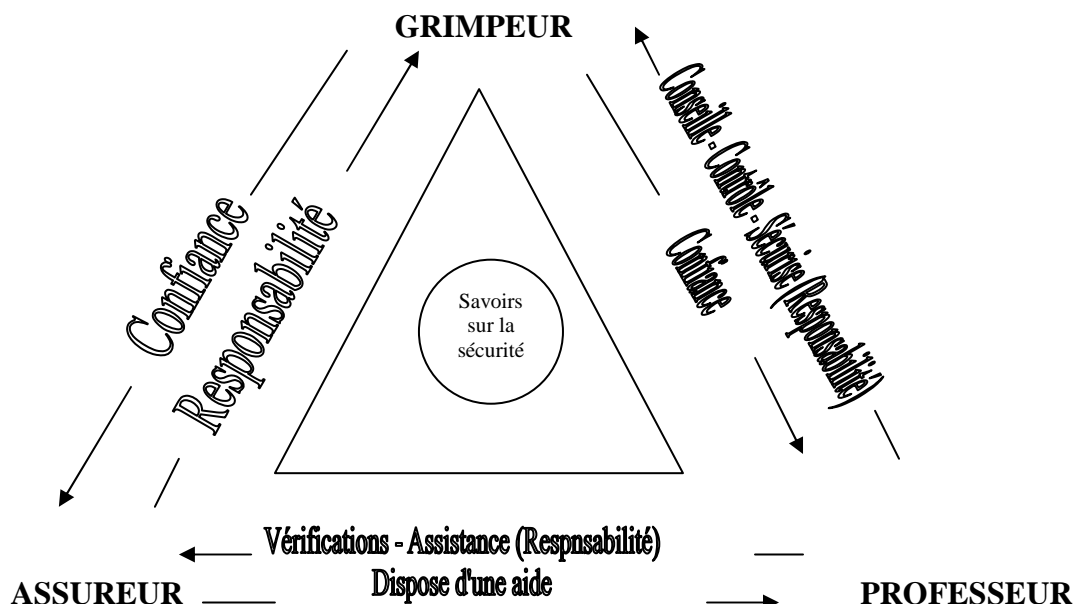 GRIMPEUR
Confiance
Responsabilité
Confiance
Conseille - Contrôle - Sécurise (Responsabilité)
Savoirs
sur la
sécurité
Vérifications - Assistance (Respnsabilité)
Dispose d'une aide
ASSUREUR
PROFESSEUR